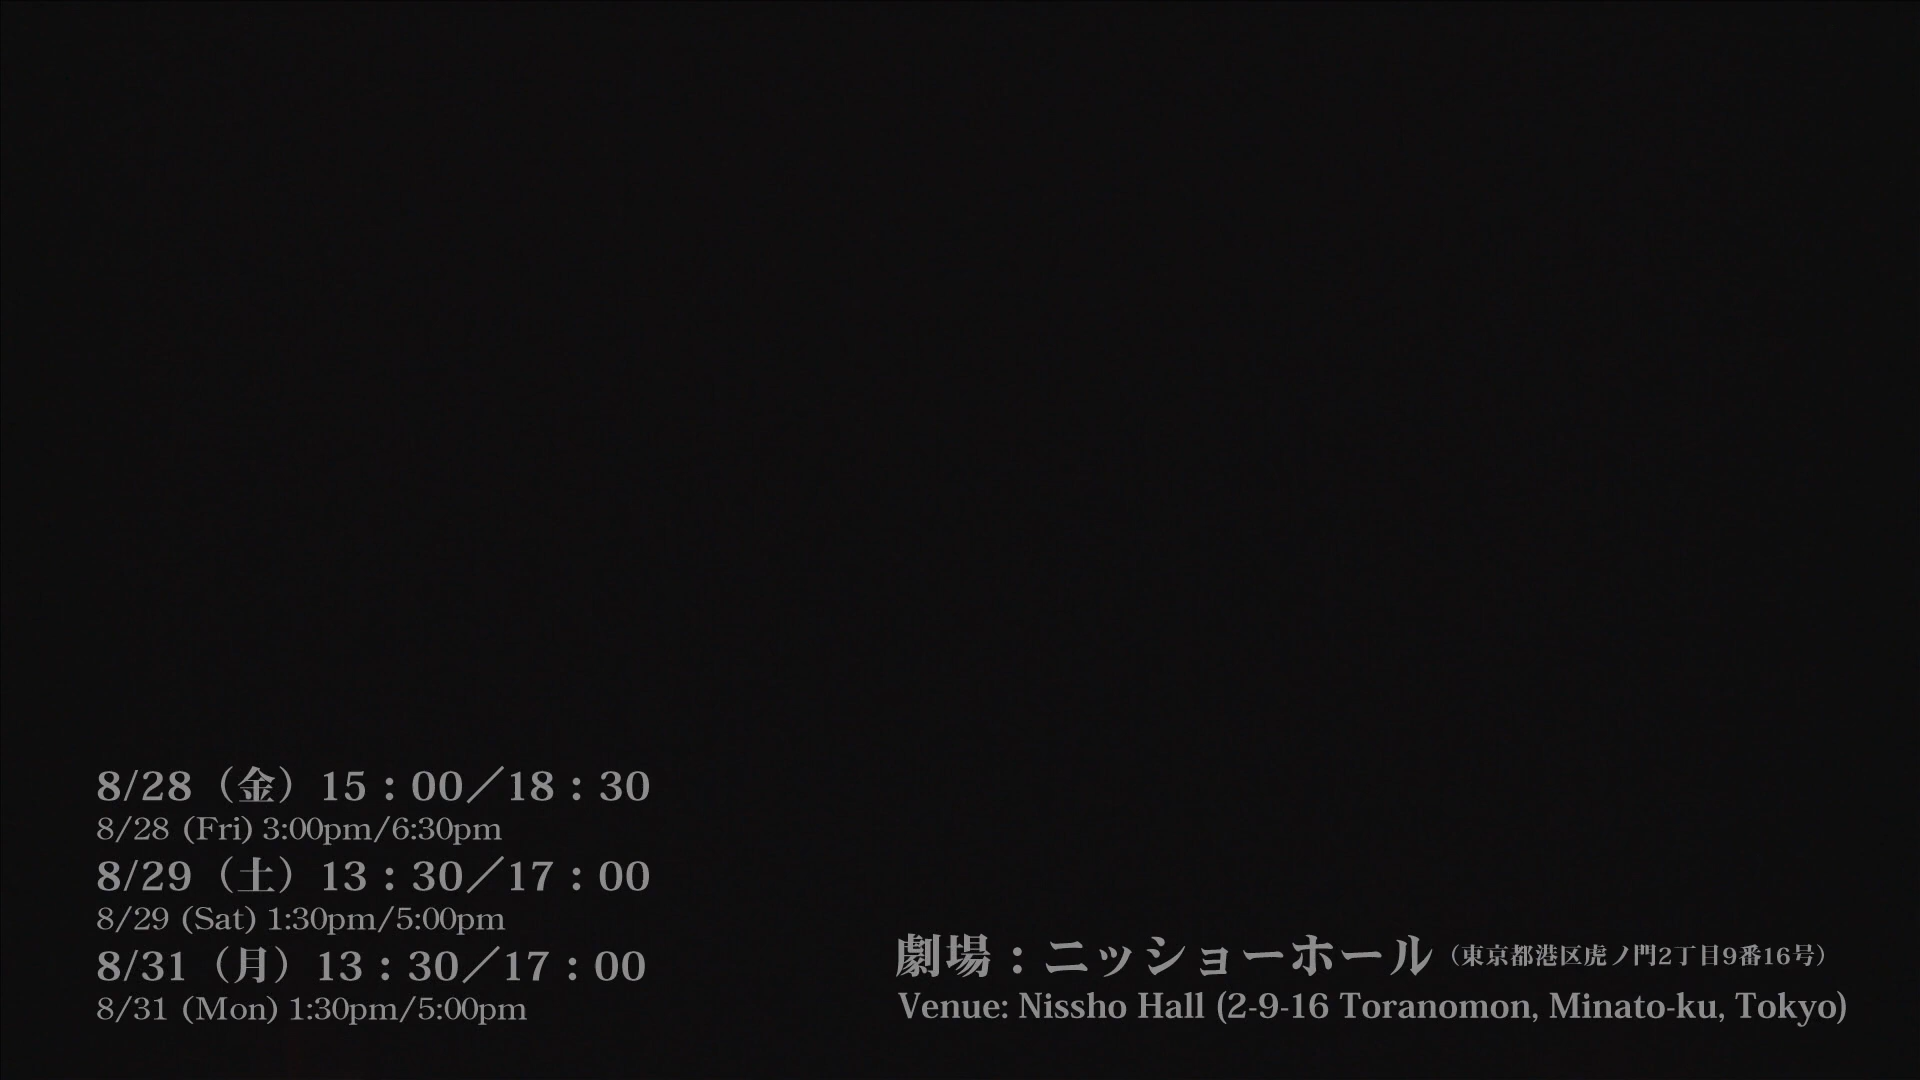 8/28（金）15：00／18：30
8/28 (Fri) 3:00pm/6:30pm
8/29（土）13：30／17：00
8/29 (Sat) 1:30pm/5:00pm
8/31（月）13：30／17：00
8/31 (Mon) 1:30pm/5:00pm
劇場：ニッショーホール（東京都港区虎ノ門2丁目9番16号）
Venue: Nissho Hall (2-9-16 Toranomon, Minato-ku, Tokyo)